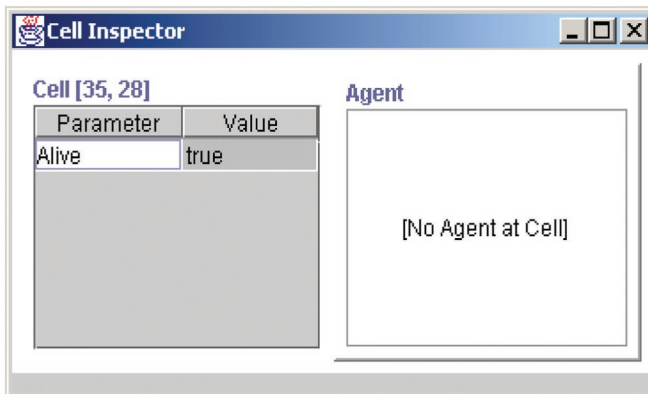 Cell Inspector
Cell [35, 28]
Parameter Value
Alive true
Agent
[No Agent at Cell]